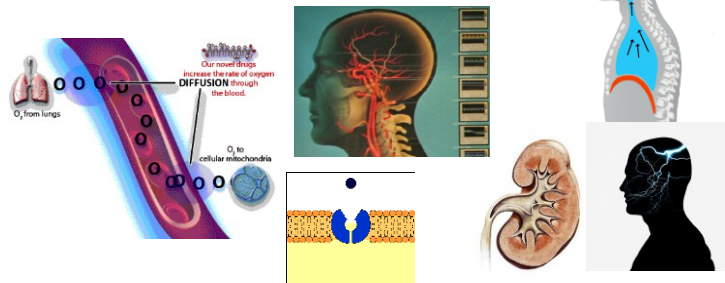 Our novel drugs
increase the rate of oxygen
DIFFUSION through
the blood.
O₂ from lungs
O₂ to
cellular mitochondria
O O O O O O O O O O O O